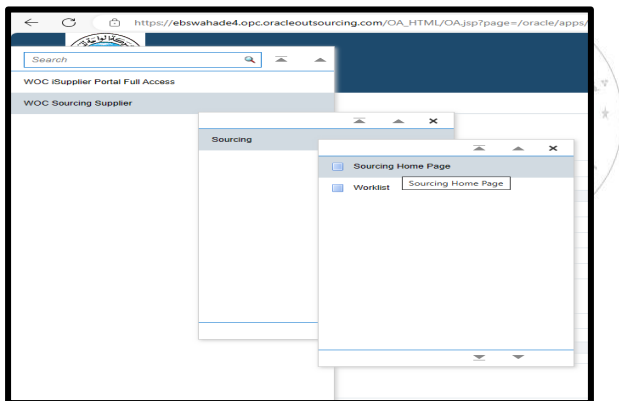 https://ebswahade4.opc.oracleoutsourcing.com/OA_HTML/OA.jsp?page=/oracle/apps/
Search
WOC iSupplier Portal Full Access
WOC Sourcing Supplier
Sourcing
Sourcing Home Page
Worklist
Sourcing Home Page